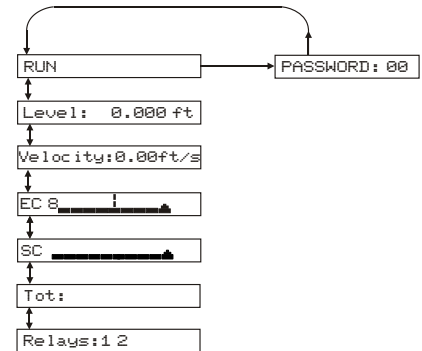 RUN
PASSWORD: 00
Level: 0.000 ft
Velocity:0.00ft/s
EC 8
SC
Tot:
Relays:1 2